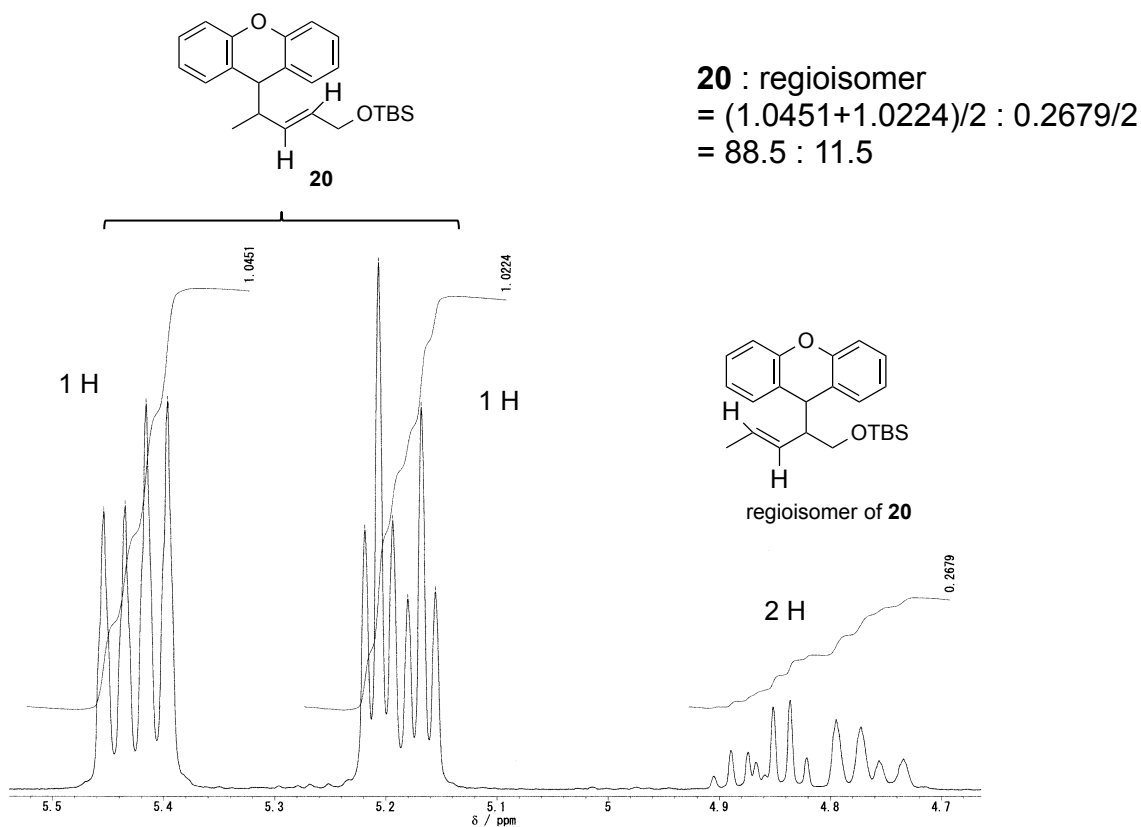 O
H
OTBS
H
20
20 : regioisomer
= (1.0451+1.0224)/2 : 0.2679/2
= 88.5 : 11.5
1.0451
1.0224
1 H
1 H
O
H
OTBS
H
regioisomer of 20
0.2679
2 H
5.5 5.4 5.3 5.2 5.1 5 4.9 4.8 4.7
δ / ppm